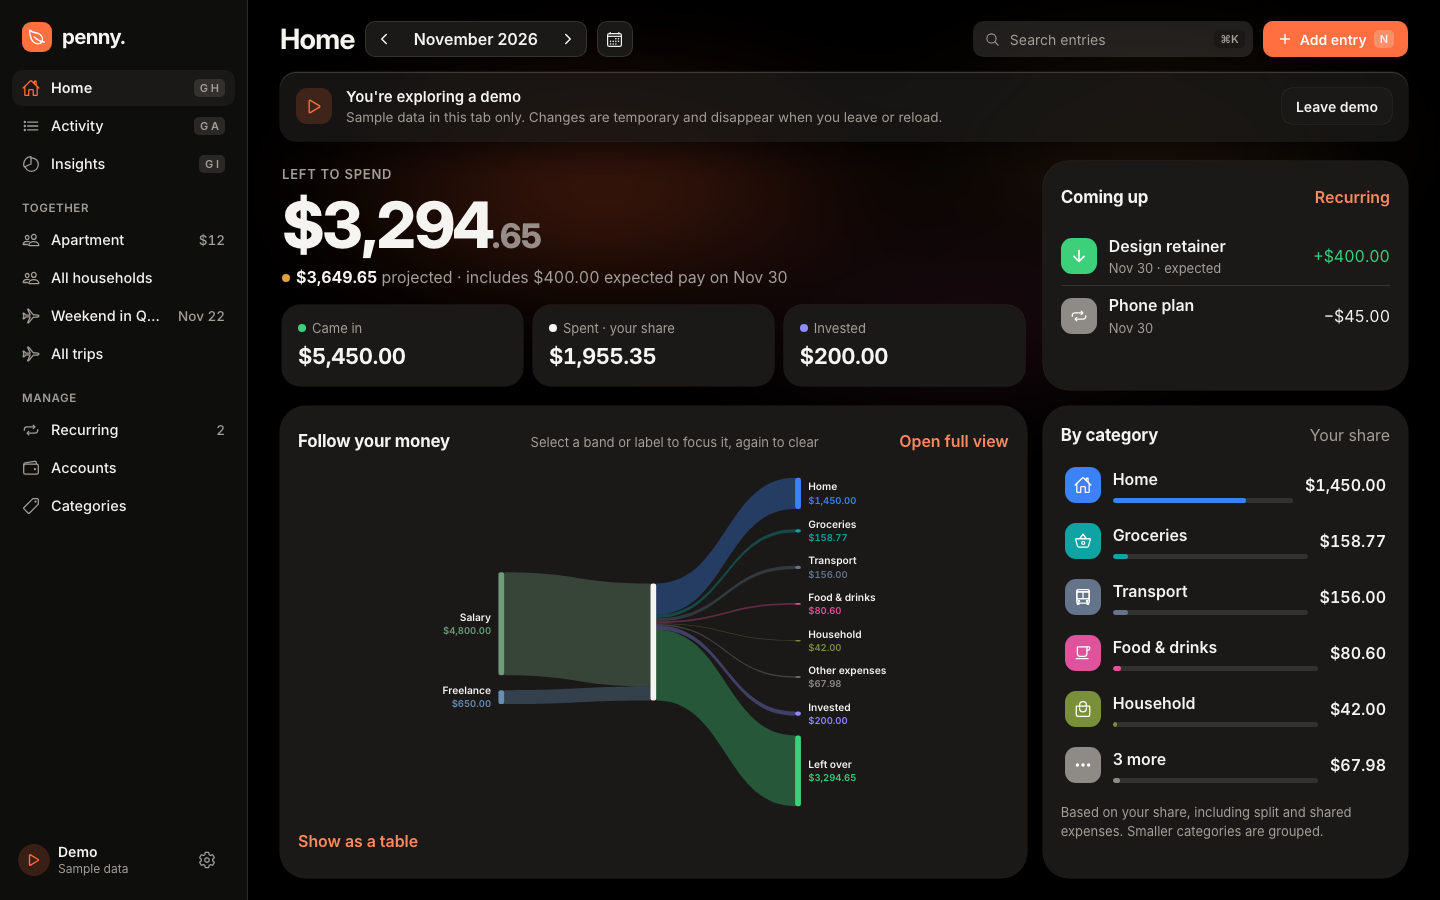 penny.
Home G H
Activity G A
Insights G I
TOGETHER
Apartment $12
All households
Weekend in Q... Nov 22
All trips
MANAGE
Recurring 2
Accounts
Categories
Demo
Sample data
Home November 2026
Search entries ⌘K
+ Add entry N
You're exploring a demo
Sample data in this tab only. Changes are temporary and disappear when you leave or reload.
Leave demo
LEFT TO SPEND
$3,294.65
$3,649.65 projected · includes $400.00 expected pay on Nov 30
Came in
$5,450.00
Spent · your share
$1,955.35
Invested
$200.00
Coming up Recurring
Design retainer
Nov 30 · expected
+$400.00
Phone plan
Nov 30
−$45.00
Follow your money Select a band or label to focus it, again to clear Open full view
Salary
$4,800.00
Freelance
$650.00
Home
$1,450.00
Groceries
$158.77
Transport
$156.00
Food & drinks
$80.60
Household
$42.00
Other expenses
$67.98
Invested
$200.00
Left over
$3,294.65
Show as a table
By category Your share
Home $1,450.00
Groceries $158.77
Transport $156.00
Food & drinks $80.60
Household $42.00
3 more $67.98
Based on your share, including split and shared
expenses. Smaller categories are grouped.